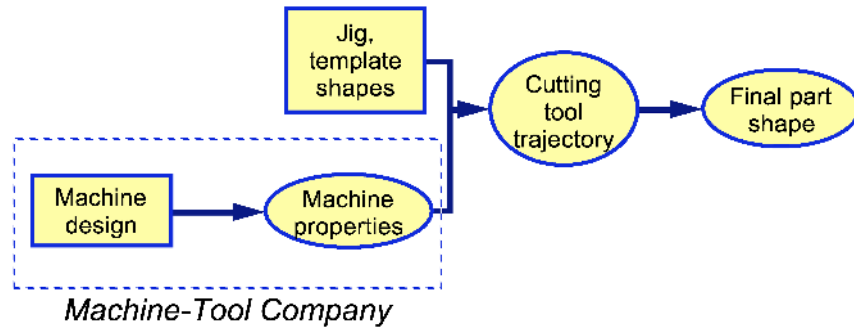 Jig,
template
shapes
Cutting
tool
trajectory
Final part
shape
Machine
design
Machine
properties
Machine-Tool Company